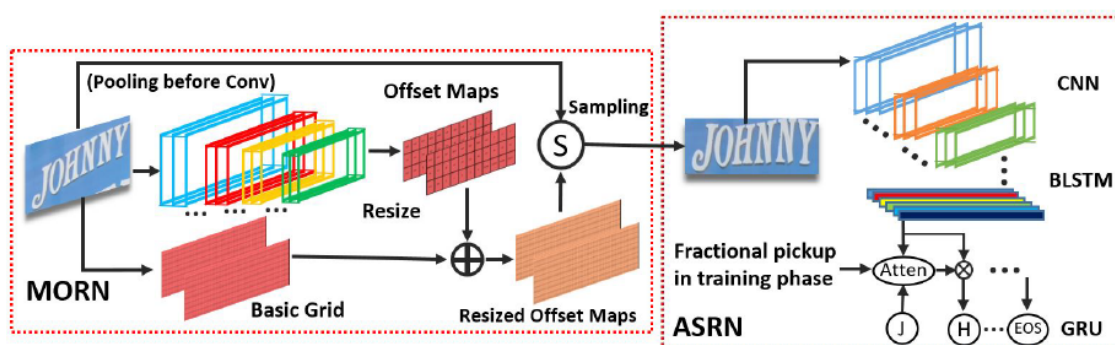 (Pooling before Conv)
Offset Maps
Sampling
JOHNNY
S
Resize
MORN
Basic Grid
Resized Offset Maps
JOHNNY
CNN
BLSTM
Fractional pickup
in training phase
Atten
ASRN
J
H
EOS
GRU